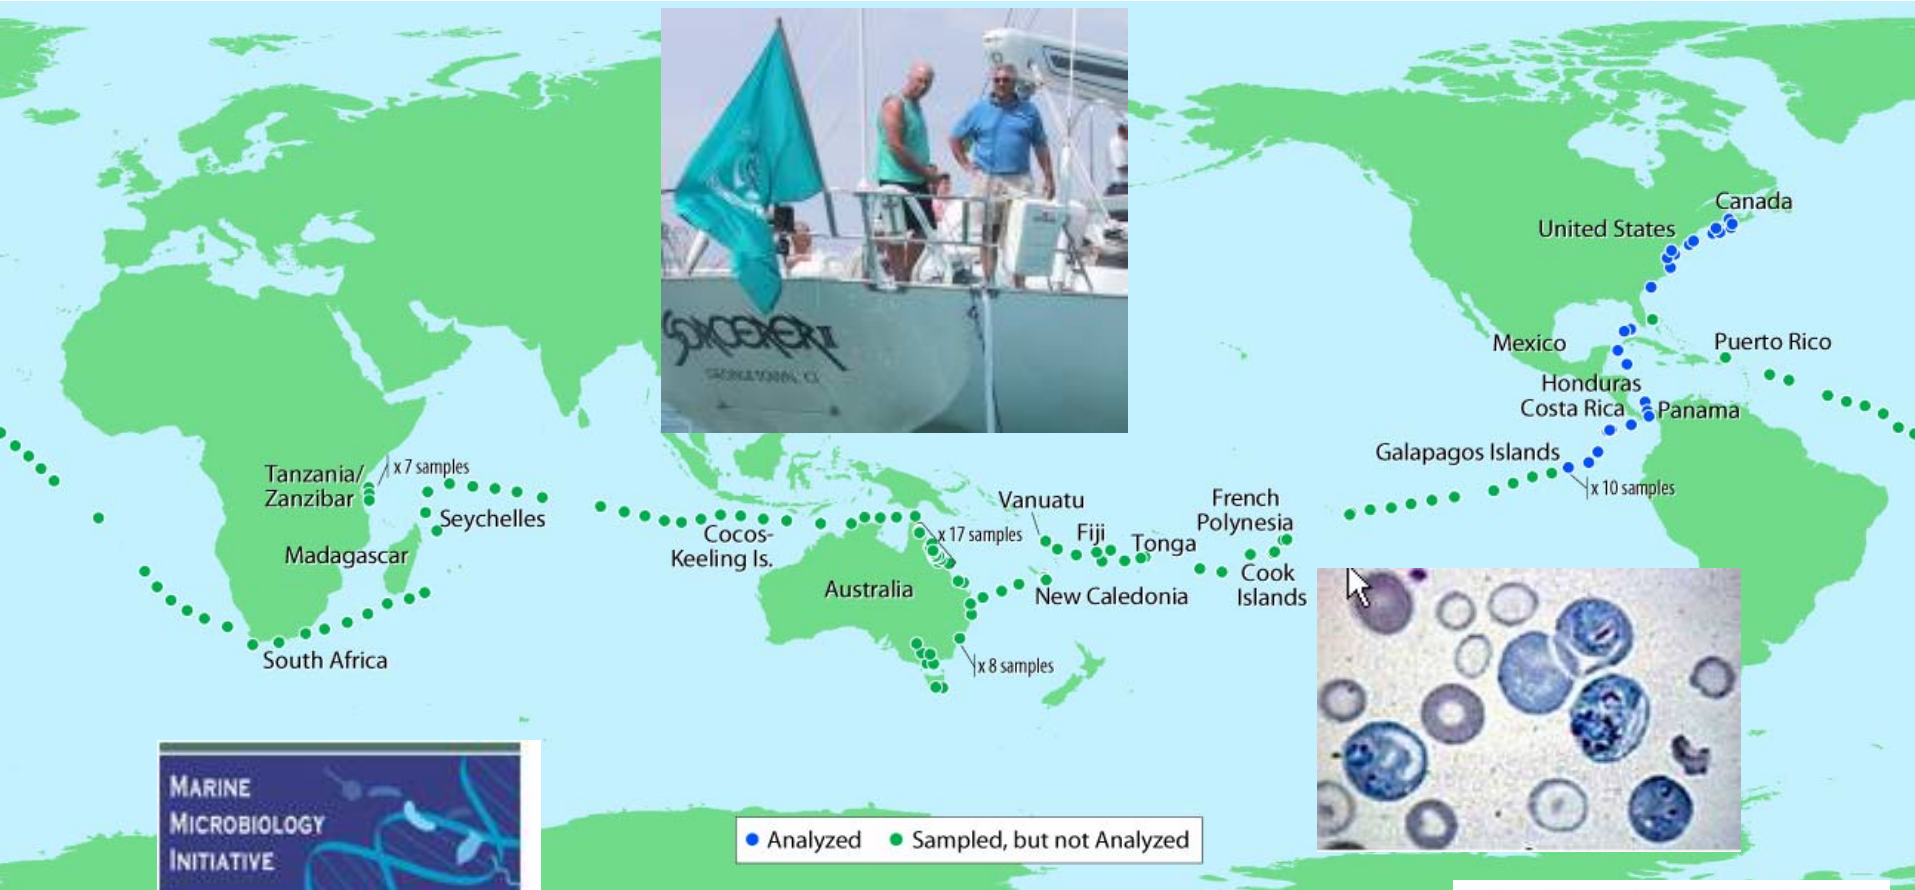 SORCERER II
GEORGETOWN, CI
Canada
United States
Mexico
Puerto Rico
Honduras
Costa Rica
Panama
Galapagos Islands
x 10 samples
Tanzania/
Zanzibar
x 7 samples
Seychelles
Madagascar
South Africa
Cocos-
Keeling Is.
x 17 samples
Australia
x 8 samples
Vanuatu
Fiji
Tonga
New Caledonia
French
Polynesia
Cook
Islands
MARINE
MICROBIOLOGY
INITIATIVE
Analyzed
Sampled, but not Analyzed